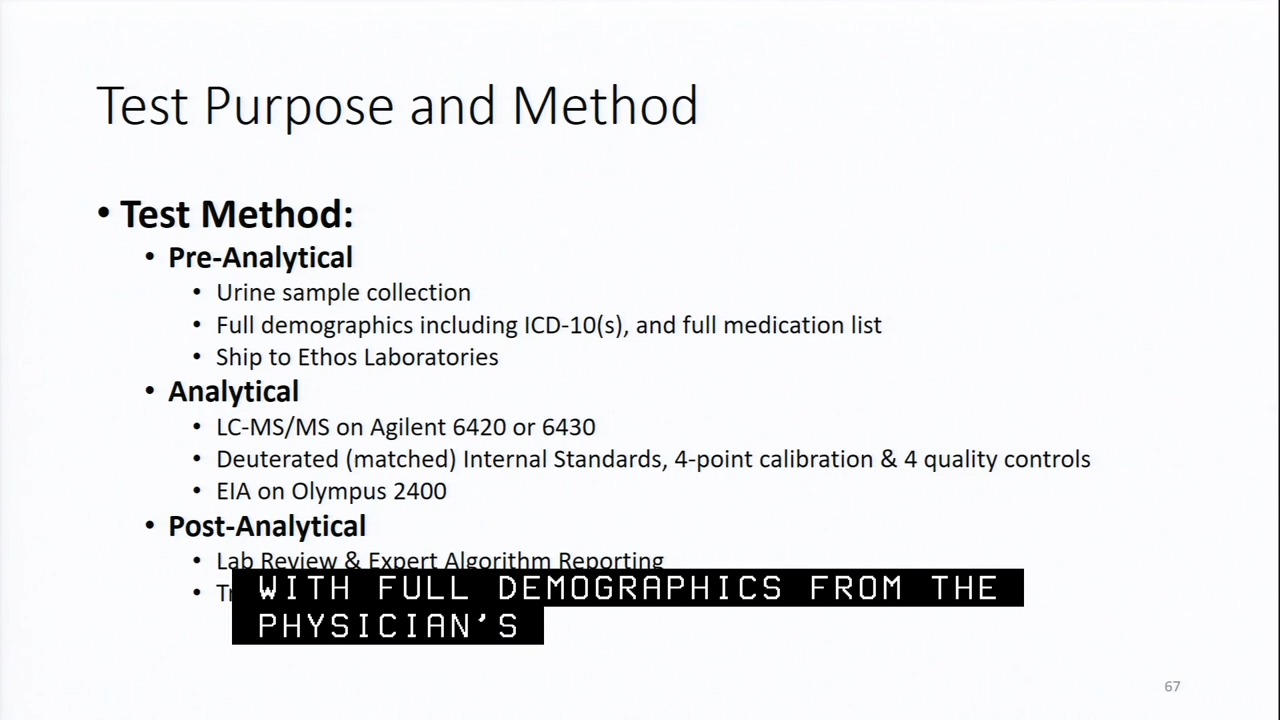 Test Purpose and Method
• Test Method:
• Pre-Analytical
• Urine sample collection
• Full demographics including ICD-10(s), and full medication list
• Ship to Ethos Laboratories
• Analytical
• LC-MS/MS on Agilent 6420 or 6430
• Deuterated (matched) Internal Standards, 4-point calibration & 4 quality controls
• EIA on Olympus 2400
• Post-Analytical
• Lab Review & Expert Algorithm Reporting
WITH FULL DEMOGRAPHICS FROM THE
PHYSICIAN'S
67